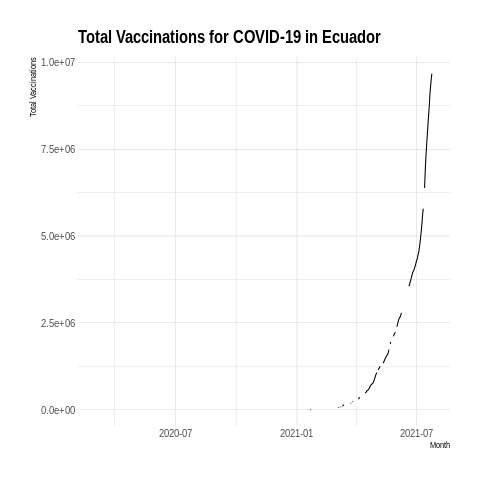 Total Vaccinations for COVID-19 in Ecuador
Total Vaccinations
1.0e+07
7.5e+06
5.0e+06
2.5e+06
0.0e+00
2020-07
2021-01
2021-07
Month